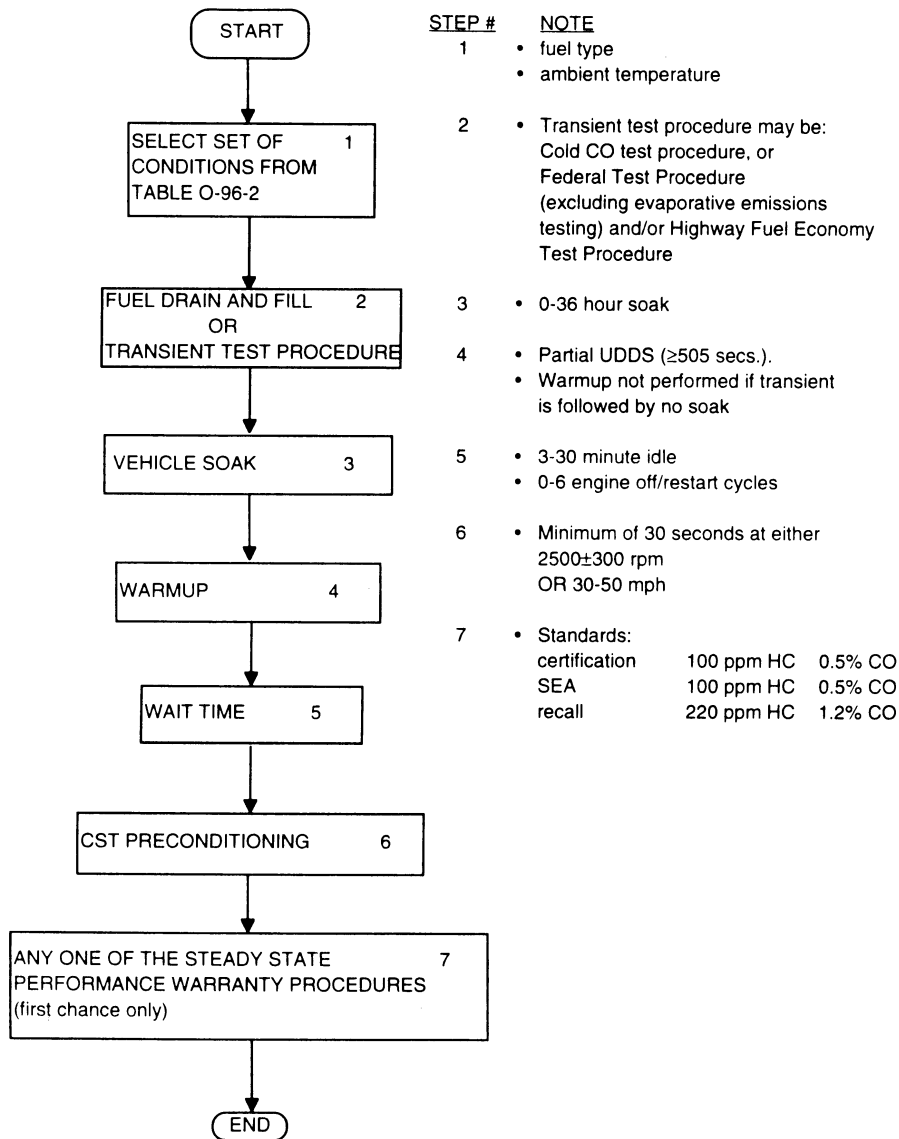 START
SELECT SET OF 1
CONDITIONS FROM
TABLE O-96-2
FUEL DRAIN AND FILL 2
OR
TRANSIENT TEST PROCEDURE
VEHICLE SOAK 3
WARMUP 4
WAIT TIME 5
CST PRECONDITIONING 6
ANY ONE OF THE STEADY STATE 7
PERFORMANCE WARRANTY PROCEDURES
(first chance only)
END
STEP # NOTE
1 • fuel type
• ambient temperature
2 • Transient test procedure may be:
Cold CO test procedure, or
Federal Test Procedure
(excluding evaporative emissions
testing) and/or Highway Fuel Economy
Test Procedure
3 • 0-36 hour soak
4 • Partial UDDS (≥505 secs.).
• Warmup not performed if transient
is followed by no soak
5 • 3-30 minute idle
• 0-6 engine off/restart cycles
6 • Minimum of 30 seconds at either
2500±300 rpm
OR 30-50 mph
7 • Standards:
certification 100 ppm HC 0.5% CO
SEA 100 ppm HC 0.5% CO
recall 220 ppm HC 1.2% CO